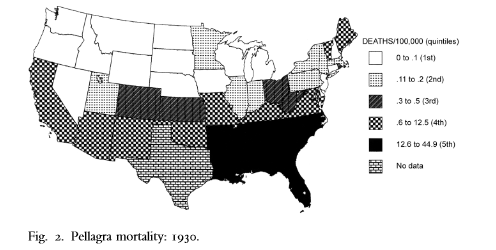 DEATHS/100,000 (quintiles)
0 to .1 (1st)
.11 to .2 (2nd)
.3 to .5 (3rd)
.6 to 12.5 (4th)
12.6 to 44.9 (5th)
No data
Fig. 2. Pellagra mortality: 1930.